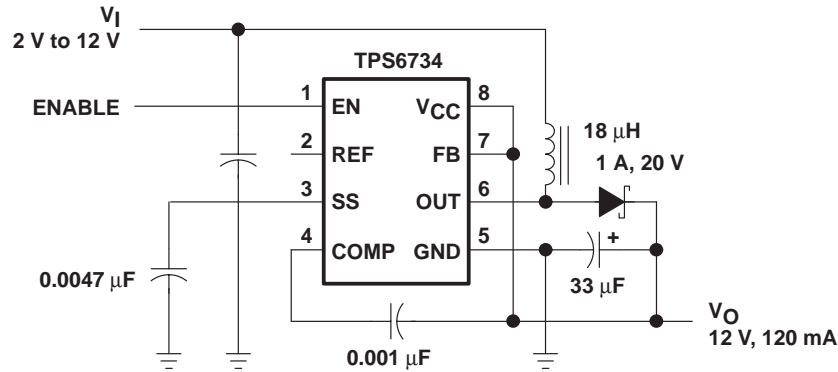 VI
2 V to 12 V
TPS6734
ENABLE
1
EN
VCC
8
2
REF
FB
7
18 µH
1 A, 20 V
3
SS
OUT
6
4
COMP
GND
5
+
0.0047 µF
33 µF
0.001 µF
VO
12 V, 120 mA